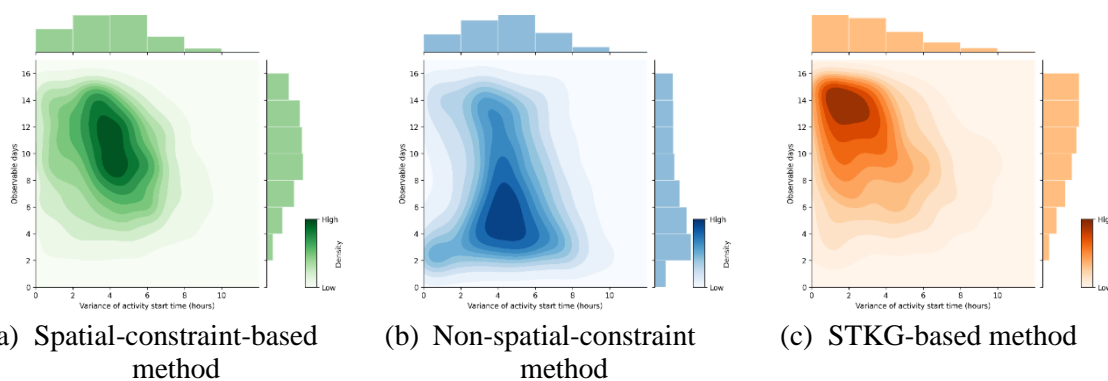 16
14
12
10
8
6
4
2
0
Observable days
0 2 4 6 8 10
Variance of activity start time (hours)
High
Density
Low
16
14
12
10
8
6
4
2
0
Observable days
0 2 4 6 8 10
Variance of activity start time (hours)
High
Density
Low
16
14
12
10
8
6
4
2
0
Observable days
0 2 4 6 8 10
Variance of activity start time (hours)
High
Low
a) Spatial-constraint-based
method
(b) Non-spatial-constraint
method
(c) STKG-based method